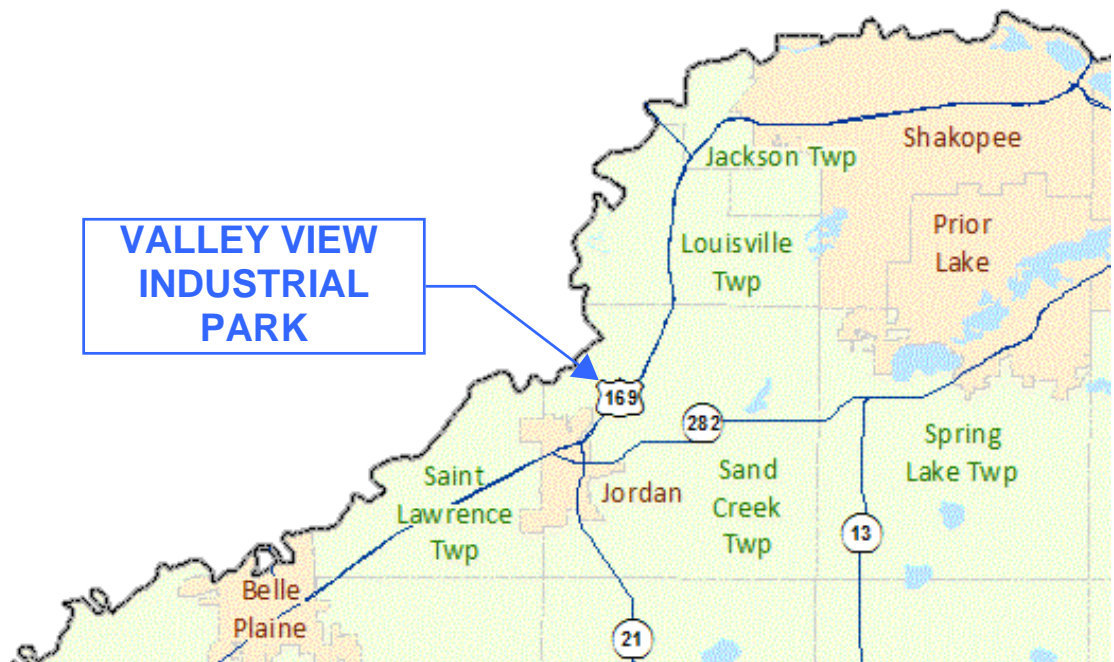 Shakopee
Jackson Twp
VALLEY VIEW
INDUSTRIAL
PARK
Louisville
Twp
Prior
Lake
169
282
Spring
Lake Twp
Saint
Lawrence
Twp
Jordan
Sand
Creek
Twp
13
Belle
Plaine
21